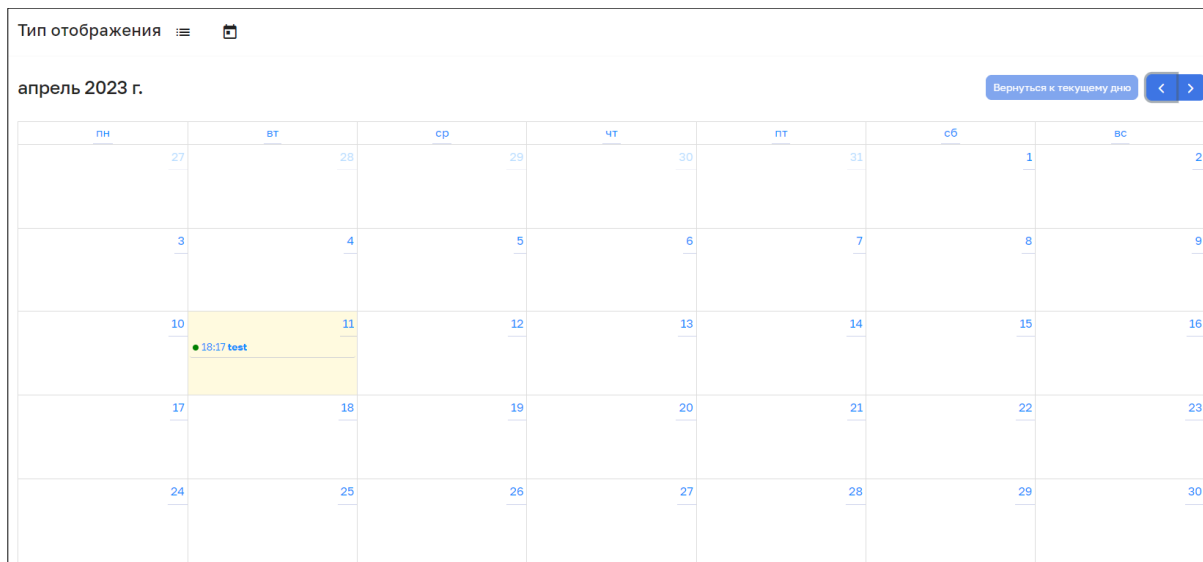 Тип отображения
апрель 2023 г.
Вернуться к текущему дню
пн вт ср чт пт сб вс
27 28 29 30 31 1 2
3 4 5 6 7 8 9
10 11 12 13 14 15 16
18:17 test
17 18 19 20 21 22 23
24 25 26 27 28 29 30